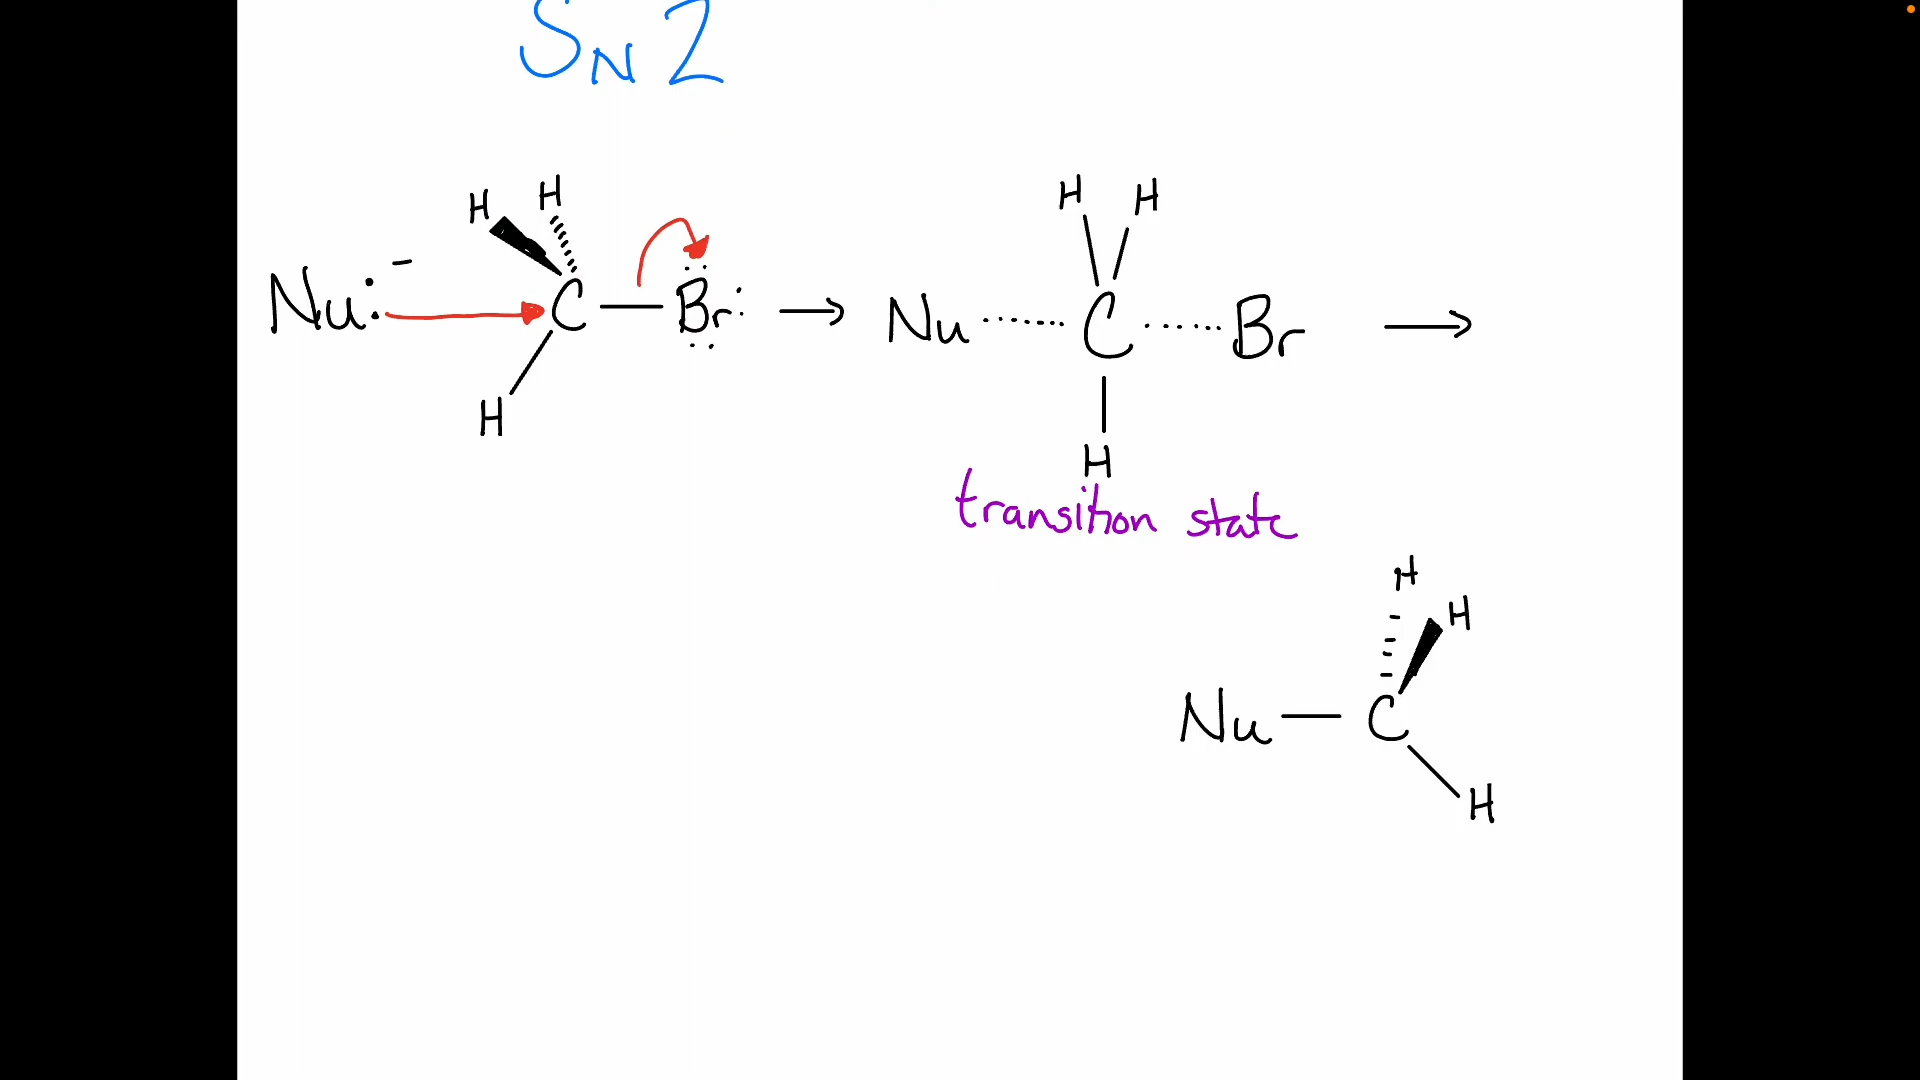 SN2
H H H H
Nu:⁻ C — Br → Nu ····· C ····· Br →
H H
transition state
H
H
Nu — C
H